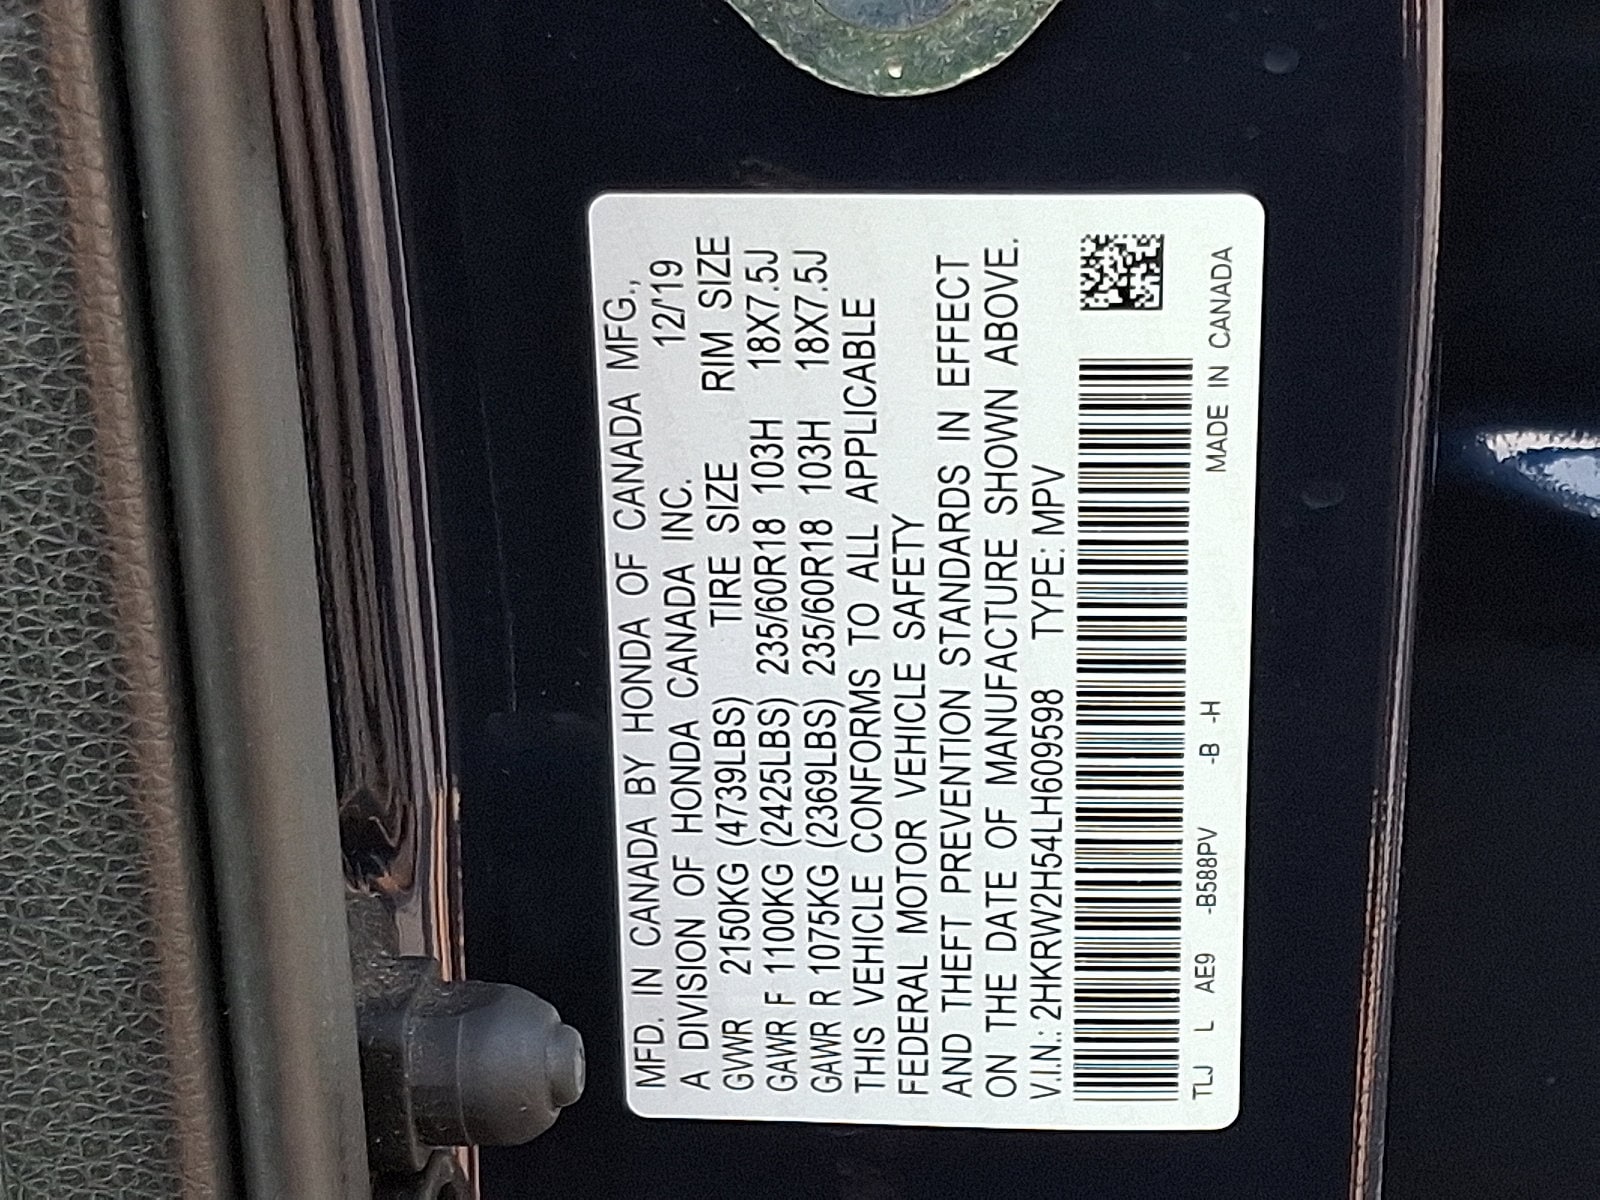 MFD. IN CANADA BY HONDA OF CANADA MFG.,
A DIVISION OF HONDA CANADA INC. 12/'19
TIRE SIZE RIM SIZE
GVWR 2150KG (4739LBS)
GAWR F 1100KG (2425LBS) 235/60R18 103H 18X7.5J
GAWR R 1075KG (2369LBS) 235/60R18 103H 18X7.5J
THIS VEHICLE CONFORMS TO ALL APPLICABLE
FEDERAL MOTOR VEHICLE SAFETY
AND THEFT PREVENTION STANDARDS IN EFFECT
ON THE DATE OF MANUFACTURE SHOWN ABOVE.
V.I.N.: 2HKRW2H54LH609598 TYPE: MPV
TLJ L AE9 -B588PV -B -H MADE IN CANADA